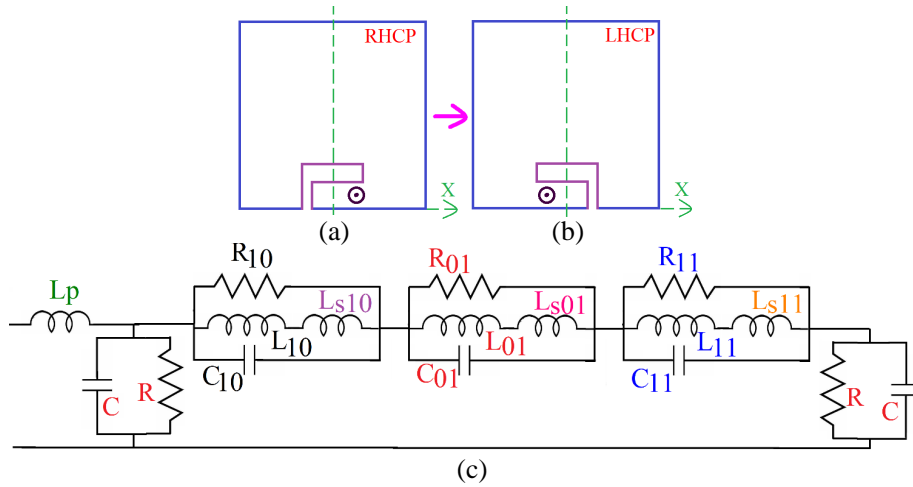 RHCP
LHCP
X
X
(a)
(b)
R10
R01
R11
Lp
Ls10
Ls01
Ls11
L10
L01
L11
C10
C01
C11
C
R
R
C
(c)